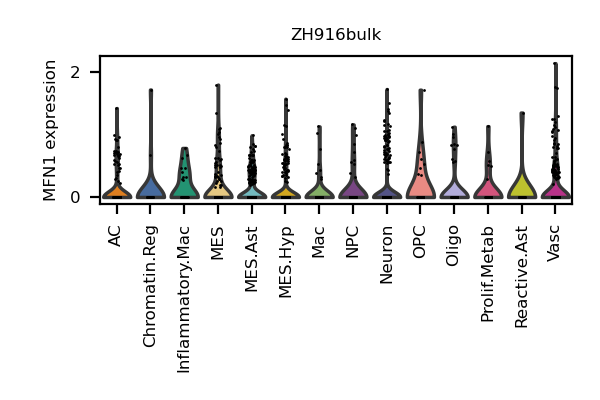 ZH916bulk
MFN1 expression
2
0
AC
Chromatin.Reg
Inflammatory.Mac
MES
MES.Ast
MES.Hyp
Mac
NPC
Neuron
OPC
Oligo
Prolif.Metab
Reactive.Ast
Vasc